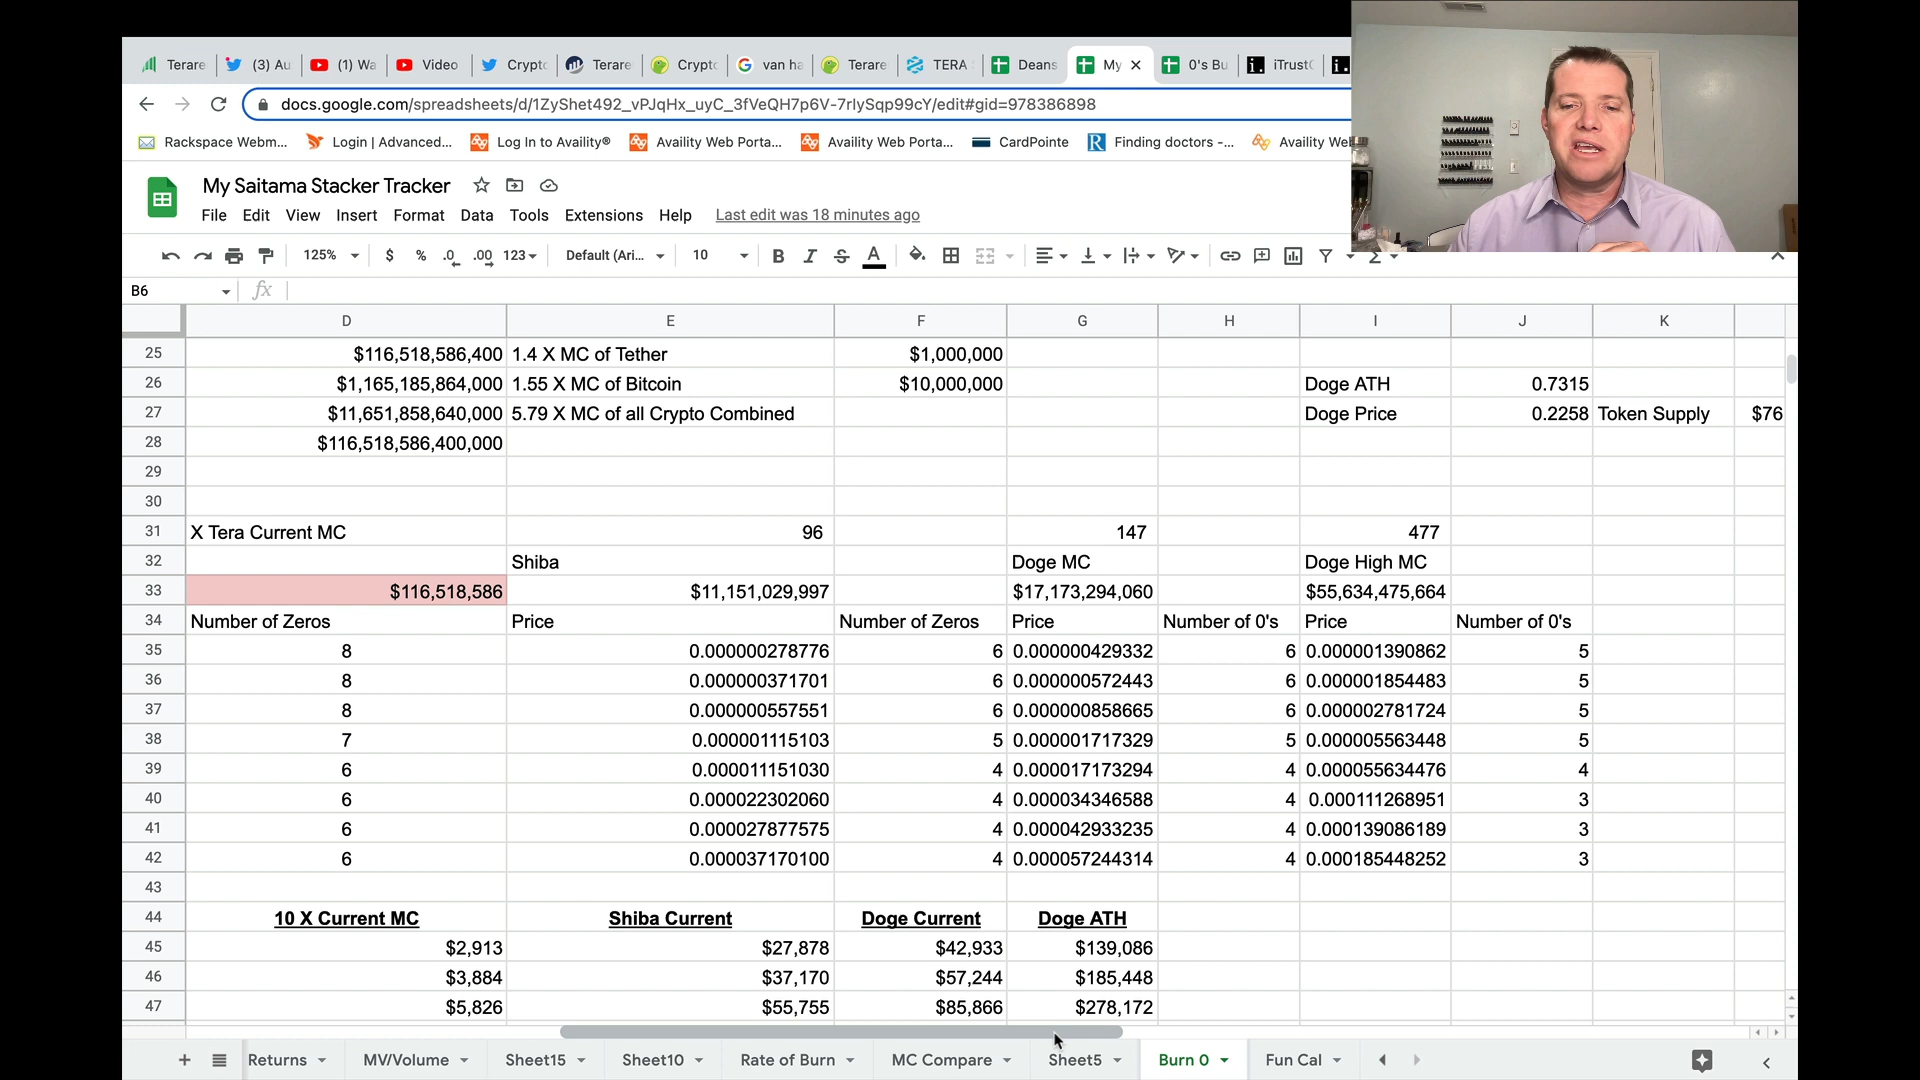 Terare (3) Au (1) Wa Video Crypto Terare Crypto van ha Terare TERA Deans My 0's Bu iTrustC
docs.google.com/spreadsheets/d/1ZyShet492_vPJqHx_uyC_3fVeQH7p6V-7rIySqp99cY/edit#gid=978386898
Rackspace Webm... Login | Advanced... Log In to Availity® Availity Web Porta... Availity Web Porta... CardPointe Finding doctors -... Availity We
My Saitama Stacker Tracker
File Edit View Insert Format Data Tools Extensions Help Last edit was 18 minutes ago
125% $ % .0 .00 123 Default (Ari... 10 B I S A
B6 fx
D E F G H I J K
25 $116,518,586,400 1.4 X MC of Tether $1,000,000
26 $1,165,185,864,000 1.55 X MC of Bitcoin $10,000,000 Doge ATH 0.7315
27 $11,651,858,640,000 5.79 X MC of all Crypto Combined Doge Price 0.2258 Token Supply $76
28 $116,518,586,400,000
29
30
31 X Tera Current MC 96 147 477
32 Shiba Doge MC Doge High MC
33 $116,518,586 $11,151,029,997 $17,173,294,060 $55,634,475,664
34 Number of Zeros Price Number of Zeros Price Number of 0's Price Number of 0's
35 8 0.000000278776 6 0.000000429332 6 0.000001390862 5
36 8 0.000000371701 6 0.000000572443 6 0.000001854483 5
37 8 0.000000557551 6 0.000000858665 6 0.000002781724 5
38 7 0.000001115103 5 0.000001717329 5 0.000005563448 5
39 6 0.000011151030 4 0.000017173294 4 0.000055634476 4
40 6 0.000022302060 4 0.000034346588 4 0.000111268951 3
41 6 0.000027877575 4 0.000042933235 4 0.000139086189 3
42 6 0.000037170100 4 0.000057244314 4 0.000185448252 3
43
44 10 X Current MC Shiba Current Doge Current Doge ATH
45 $2,913 $27,878 $42,933 $139,086
46 $3,884 $37,170 $57,244 $185,448
47 $5,826 $55,755 $85,866 $278,172
Returns MV/Volume Sheet15 Sheet10 Rate of Burn MC Compare Sheet5 Burn 0 Fun Cal